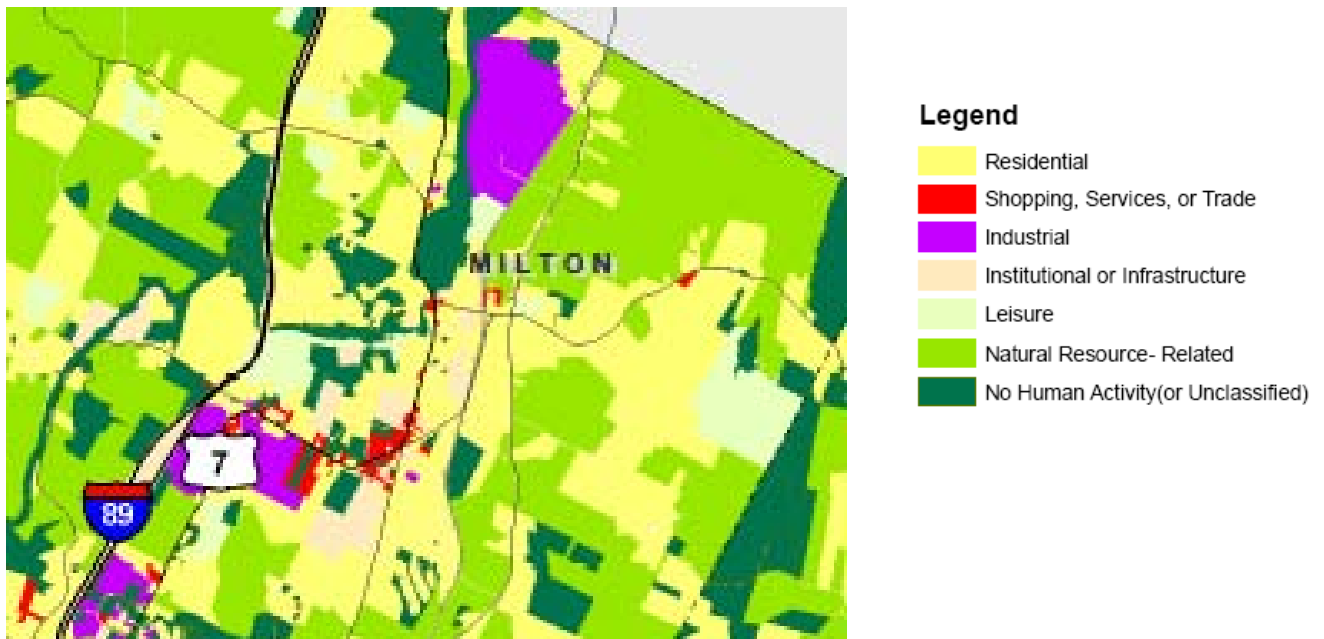 MILTON
7
89
Legend
Residential
Shopping, Services, or Trade
Industrial
Institutional or Infrastructure
Leisure
Natural Resource- Related
No Human Activity(or Unclassified)